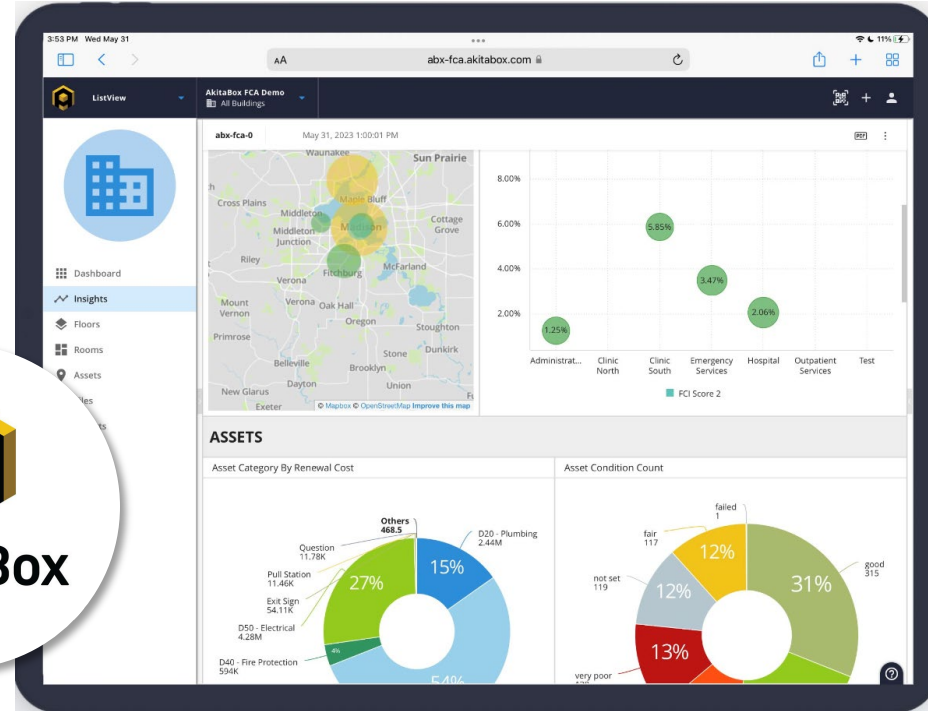 3:53 PM Wed May 31
11%
AA
abx-fca.akitabox.com
ListView
AkitaBox FCA Demo
All Buildings
abx-fca-0
May 31, 2023 1:00:01 PM
PDF
Dashboard
Insights
Floors
Rooms
Assets
Box
Waunakee
Sun Prairie
Cross Plains
Maple Bluff
Middleton
Madison
Cottage
Grove
Middleton
Junction
Riley
Fitchburg
McFarland
Verona
Mount
Vernon
Verona
Oak Hall
Oregon
Stoughton
Primrose
Stone
Dunkirk
Belleville
Brooklyn
Dayton
Union
New Glarus
Exeter
© Mapbox © OpenStreetMap Improve this map
8.00%
6.00%
4.00%
2.00%
5.85%
3.47%
2.06%
1.25%
Administrat...
Clinic
North
Clinic
South
Emergency
Services
Hospital
Outpatient
Services
Test
FCI Score 2
ASSETS
Asset Category By Renewal Cost
Others
468.5
Question
11.78K
Pull Station
11.46K
Exit Sign
54.11K
D50 - Electrical
4.28M
D40 - Fire Protection
594K
D20 - Plumbing
2.44M
27%
15%
4%
54%
Asset Condition Count
failed
1
fair
117
not set
119
very poor
good
315
12%
12%
13%
31%